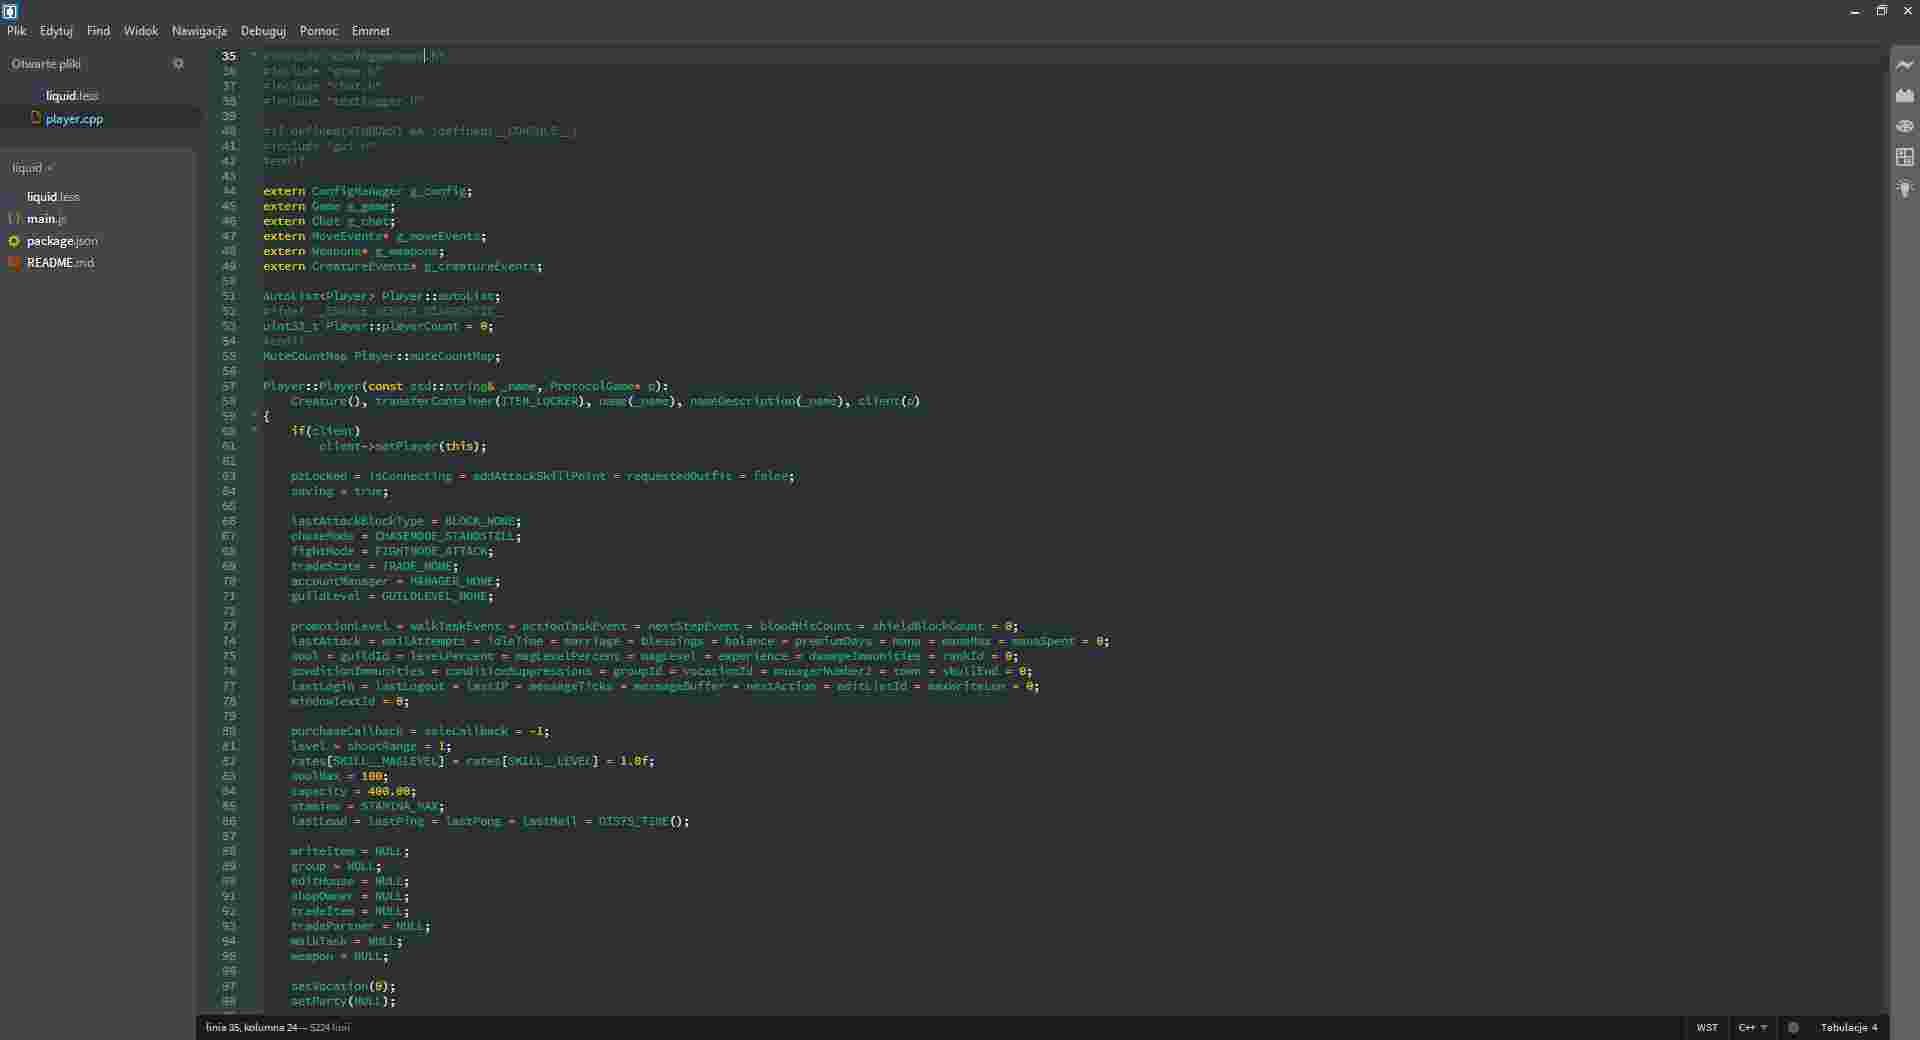 Plik Edytuj Find Widok Nawigacja Debuguj Pomoc Emmet
Otwarte pliki
liquid.less
player.cpp
liquid
liquid.less
main.js
package.json
README.md
35 #include "configmanager.h"
36 #include "game.h"
37 #include "chat.h"
38 #include "textlogger.h"
39
40 #if defined(WINDOWS) && !defined(__CONSOLE__)
41 #include "gui.h"
42 #endif
43
44 extern ConfigManager g_config;
45 extern Game g_game;
46 extern Chat g_chat;
47 extern MoveEvents* g_moveEvents;
48 extern Weapons* g_weapons;
49 extern CreatureEvents* g_creatureEvents;
50
51 AutoList<Player> Player::autoList;
52 #ifdef __ENABLE_SERVER_DIAGNOSTIC__
53 uint32_t Player::playerCount = 0;
54 #endif
55 MuteCountMap Player::muteCountMap;
56
57 Player::Player(const std::string& _name, ProtocolGame* p):
58 Creature(), transferContainer(ITEM_LOCKER), name(_name), nameDescription(_name), client(p)
59 {
60 if(client)
61 client->setPlayer(this);
62
63 pzLocked = isConnecting = addAttackSkillPoint = requestedOutfit = false;
64 saving = true;
65
66 lastAttackBlockType = BLOCK_NONE;
67 chaseMode = CHASEMODE_STANDSTILL;
68 fightMode = FIGHTMODE_ATTACK;
69 tradeState = TRADE_NONE;
70 accountManager = MANAGER_NONE;
71 guildLevel = GUILDLEVEL_NONE;
72
73 promotionLevel = walkTaskEvent = actionTaskEvent = nextStepEvent = bloodHitCount = shieldBlockCount = 0;
74 lastAttack = mailAttempts = idleTime = marriage = blessings = balance = premiumDays = mana = manaMax = manaSpent = 0;
75 soul = guildId = levelPercent = magLevelPercent = magLevel = experience = damageImmunities = rankId = 0;
76 conditionImmunities = conditionSuppressions = groupId = vocationId = managerNumber2 = town = skullEnd = 0;
77 lastLogin = lastLogout = lastIP = messageTicks = messageBuffer = nextAction = editListId = maxWriteLen = 0;
78 windowTextId = 0;
79
80 purchaseCallback = saleCallback = -1;
81 level = shootRange = 1;
82 rates[SKILL__MAGLEVEL] = rates[SKILL__LEVEL] = 1.0f;
83 soulMax = 100;
84 capacity = 400.00;
85 stamina = STAMINA_MAX;
86 lastLoad = lastPing = lastPong = lastMail = OTSYS_TIME();
87
88 writeItem = NULL;
89 group = NULL;
90 editHouse = NULL;
91 shopOwner = NULL;
92 tradeItem = NULL;
93 tradePartner = NULL;
94 walkTask = NULL;
95 weapon = NULL;
96
97 setVocation(0);
98 setParty(NULL);
linia 35, kolumna 24 — 5224 linii
WST C++ Tabulacje 4